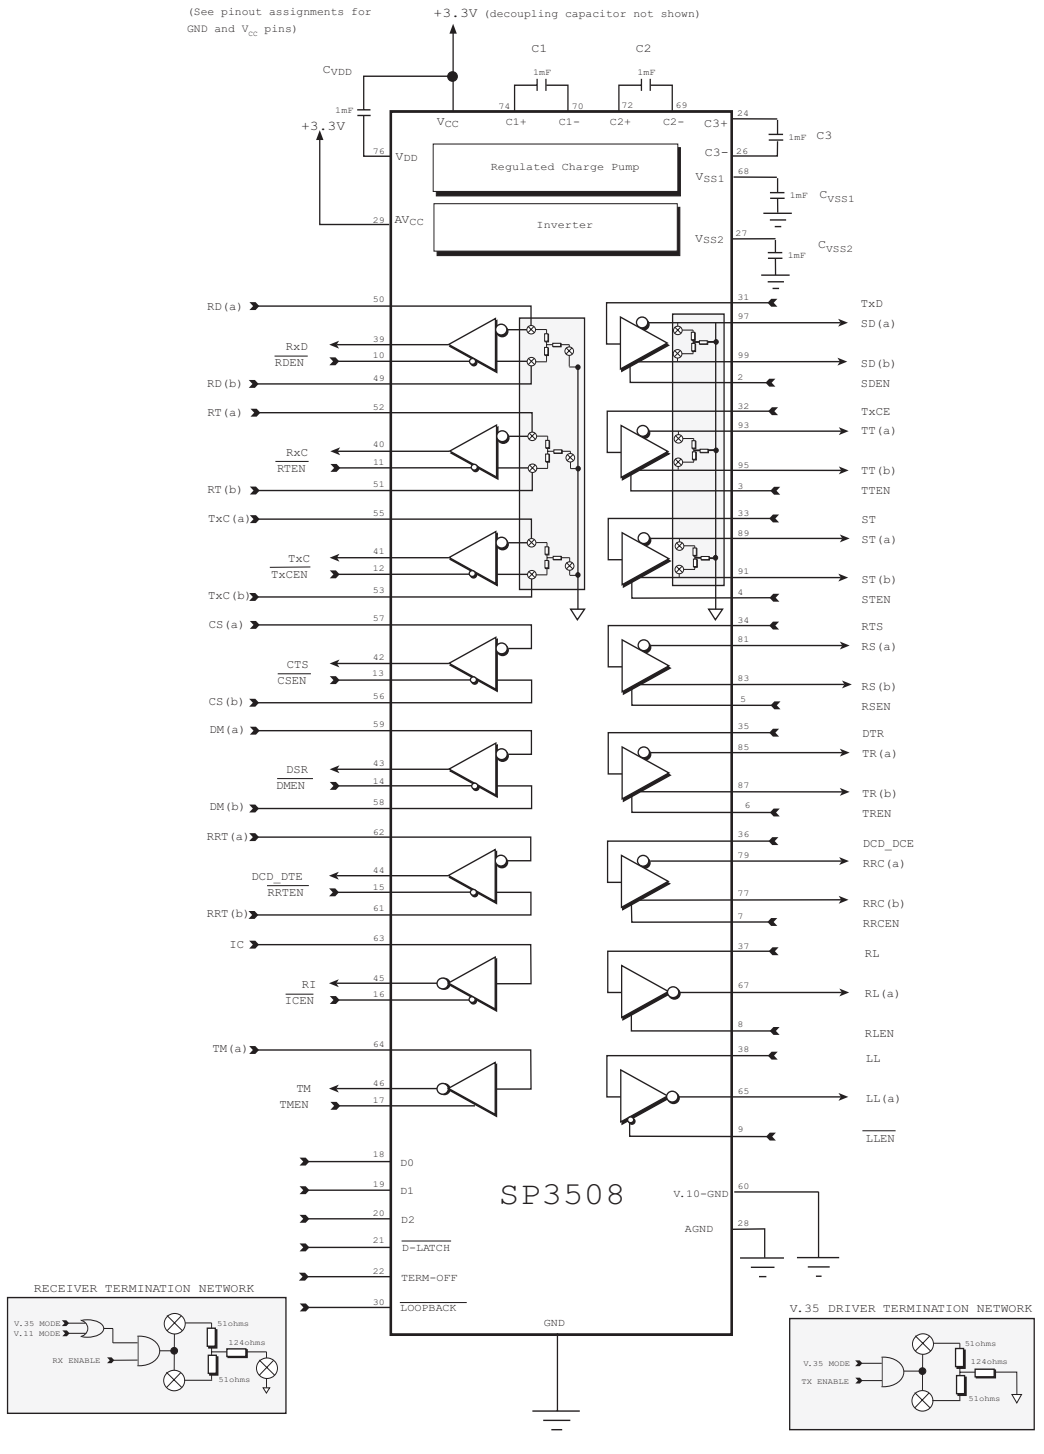 (See pinout assignments for
GND and VCC pins)
+3.3V (decoupling capacitor not shown)
C1
C2
CVDD
1mF
1mF
1mF
+3.3V
74
70
72
69
24
VCC
C1+
C1-
C2+
C2-
C3+
1mF
C3
76
VDD
C3-
26
Regulated Charge Pump
VSS1
68
1mF
CVSS1
29
AVCC
Inverter
VSS2
27
1mF
CVSS2
RD(a)
50
RxD
39
RDEN
10
RD(b)
49
RT(a)
52
RxC
40
RTEN
11
RT(b)
51
TxC(a)
55
TxC
41
TxCEN
12
TxC(b)
53
CS(a)
57
CTS
42
CSEN
13
CS(b)
56
DM(a)
59
DSR
43
DMEN
14
DM(b)
58
RRT(a)
62
DCD_DTE
44
RRTEN
15
RRT(b)
61
IC
63
RI
45
ICEN
16
TM(a)
64
TM
46
TMEN
17
31
TxD
97
SD(a)
99
SD(b)
2
SDEN
32
TxCE
93
TT(a)
95
TT(b)
3
TTEN
33
ST
89
ST(a)
91
ST(b)
4
STEN
34
RTS
81
RS(a)
83
RS(b)
5
RSEN
35
DTR
85
TR(a)
87
TR(b)
6
TREN
36
DCD_DCE
79
RRC(a)
77
RRC(b)
7
RRCEN
37
RL
67
RL(a)
8
RLEN
38
LL
65
LL(a)
9
LLEN
18
D0
19
D1
20
D2
21
D-LATCH
22
TERM-OFF
30
LOOPBACK
SP3508
V.10-GND
60
AGND
28
GND
RECEIVER TERMINATION NETWORK
V.35 MODE
V.11 MODE
RX ENABLE
51ohms
124ohms
51ohms
V.35 DRIVER TERMINATION NETWORK
V.35 MODE
TX ENABLE
51ohms
124ohms
51ohms